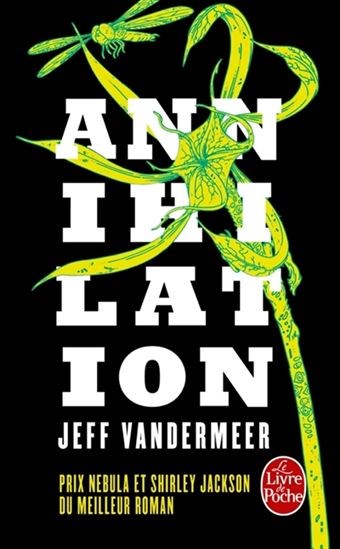 ANN
IHI
LAT
ION
JEFF VANDERMEER
PRIX NEBULA ET SHIRLEY JACKSON
DU MEILLEUR ROMAN
Le
Livre
de
Poche